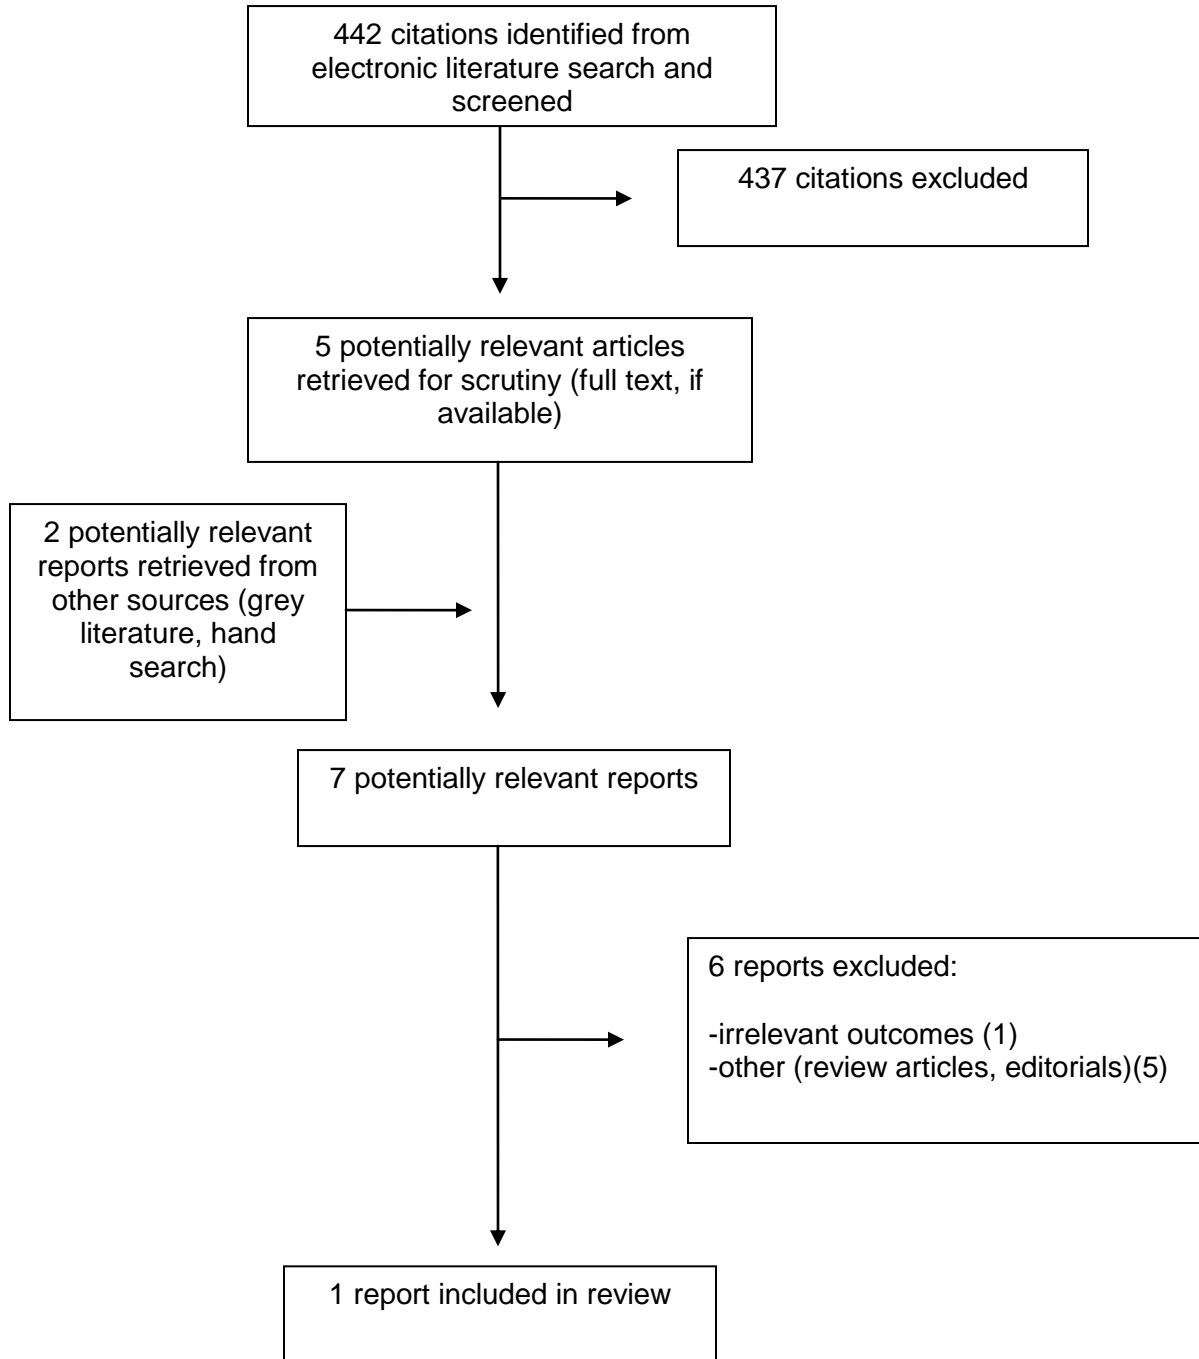 442 citations identified from
electronic literature search and
screened
437 citations excluded
5 potentially relevant articles
retrieved for scrutiny (full text, if
available)
2 potentially relevant
reports retrieved from
other sources (grey
literature, hand
search)
7 potentially relevant reports
6 reports excluded:
-irrelevant outcomes (1)
-other (review articles, editorials)(5)
1 report included in review